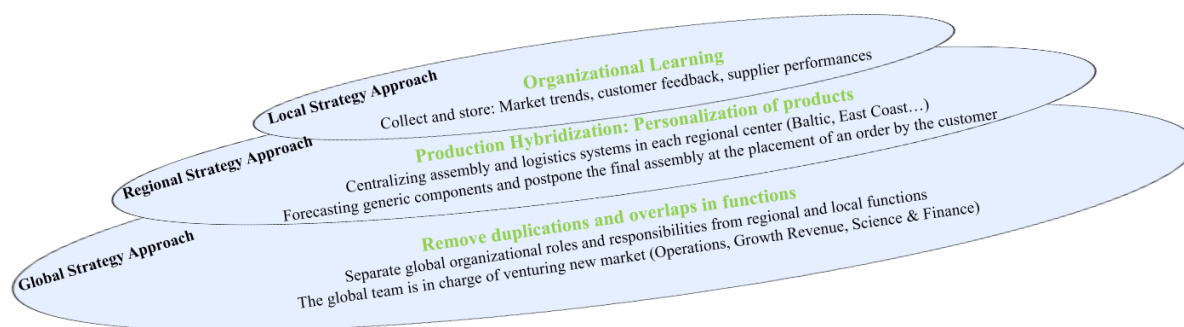 Local Strategy Approach
Organizational Learning
Collect and store: Market trends, customer feedback, supplier performances
Regional Strategy Approach
Production Hybridization: Personalization of products
Centralizing assembly and logistics systems in each regional center (Baltic, East Coast…)
Forecasting generic components and postpone the final assembly at the placement of an order by the customer
Global Strategy Approach
Remove duplications and overlaps in functions
Separate global organizational roles and responsibilities from regional and local functions
The global team is in charge of venturing new market (Operations, Growth Revenue, Science & Finance)